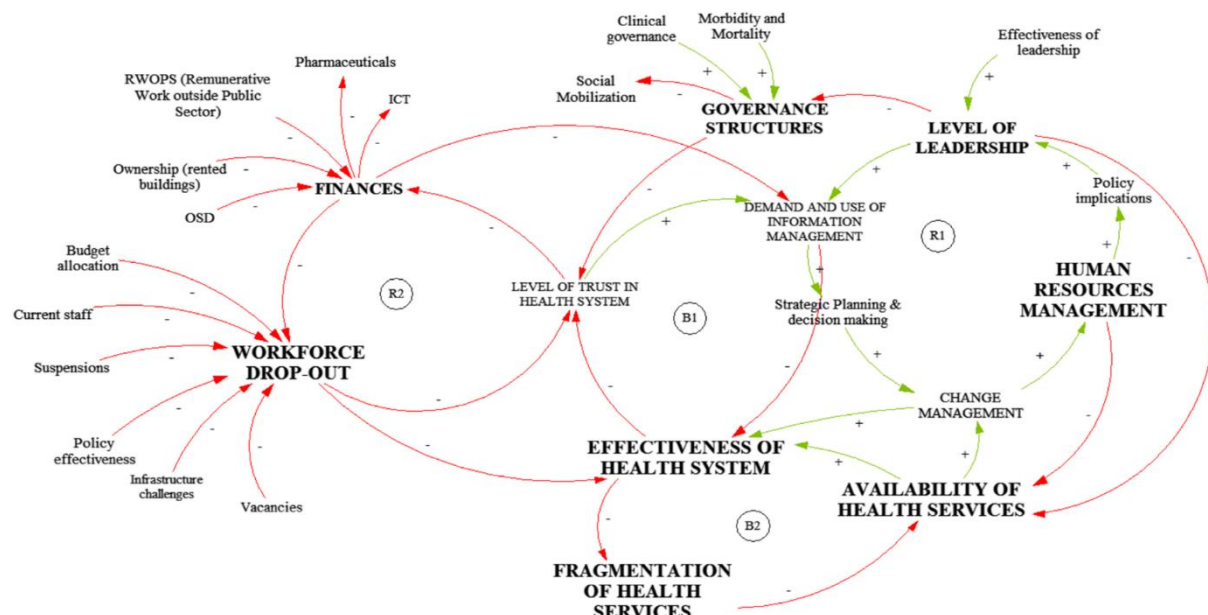 Clinical
governance
Morbidity and
Mortality
Effectiveness of
leadership
Pharmaceuticals
RWOPS (Remunerative
Work outside Public
Sector)
ICT
Social
Mobilization
GOVERNANCE
STRUCTURES
LEVEL OF
LEADERSHIP
Ownership (rented
buildings)
FINANCES
OSD
Policy
implications
DEMAND AND USE OF
INFORMATION
MANAGEMENT
R1
Budget
allocation
R2
LEVEL OF TRUST IN
HEALTH SYSTEM
HUMAN
RESOURCES
MANAGEMENT
Current staff
B1
Strategic Planning &
decision making
Suspensions
WORKFORCE
DROP-OUT
CHANGE
MANAGEMENT
Policy
effectiveness
Infrastructure
challenges
Vacancies
EFFECTIVENESS OF
HEALTH SYSTEM
AVAILABILITY OF
HEALTH SERVICES
B2
FRAGMENTATION
OF HEALTH
SERVICES